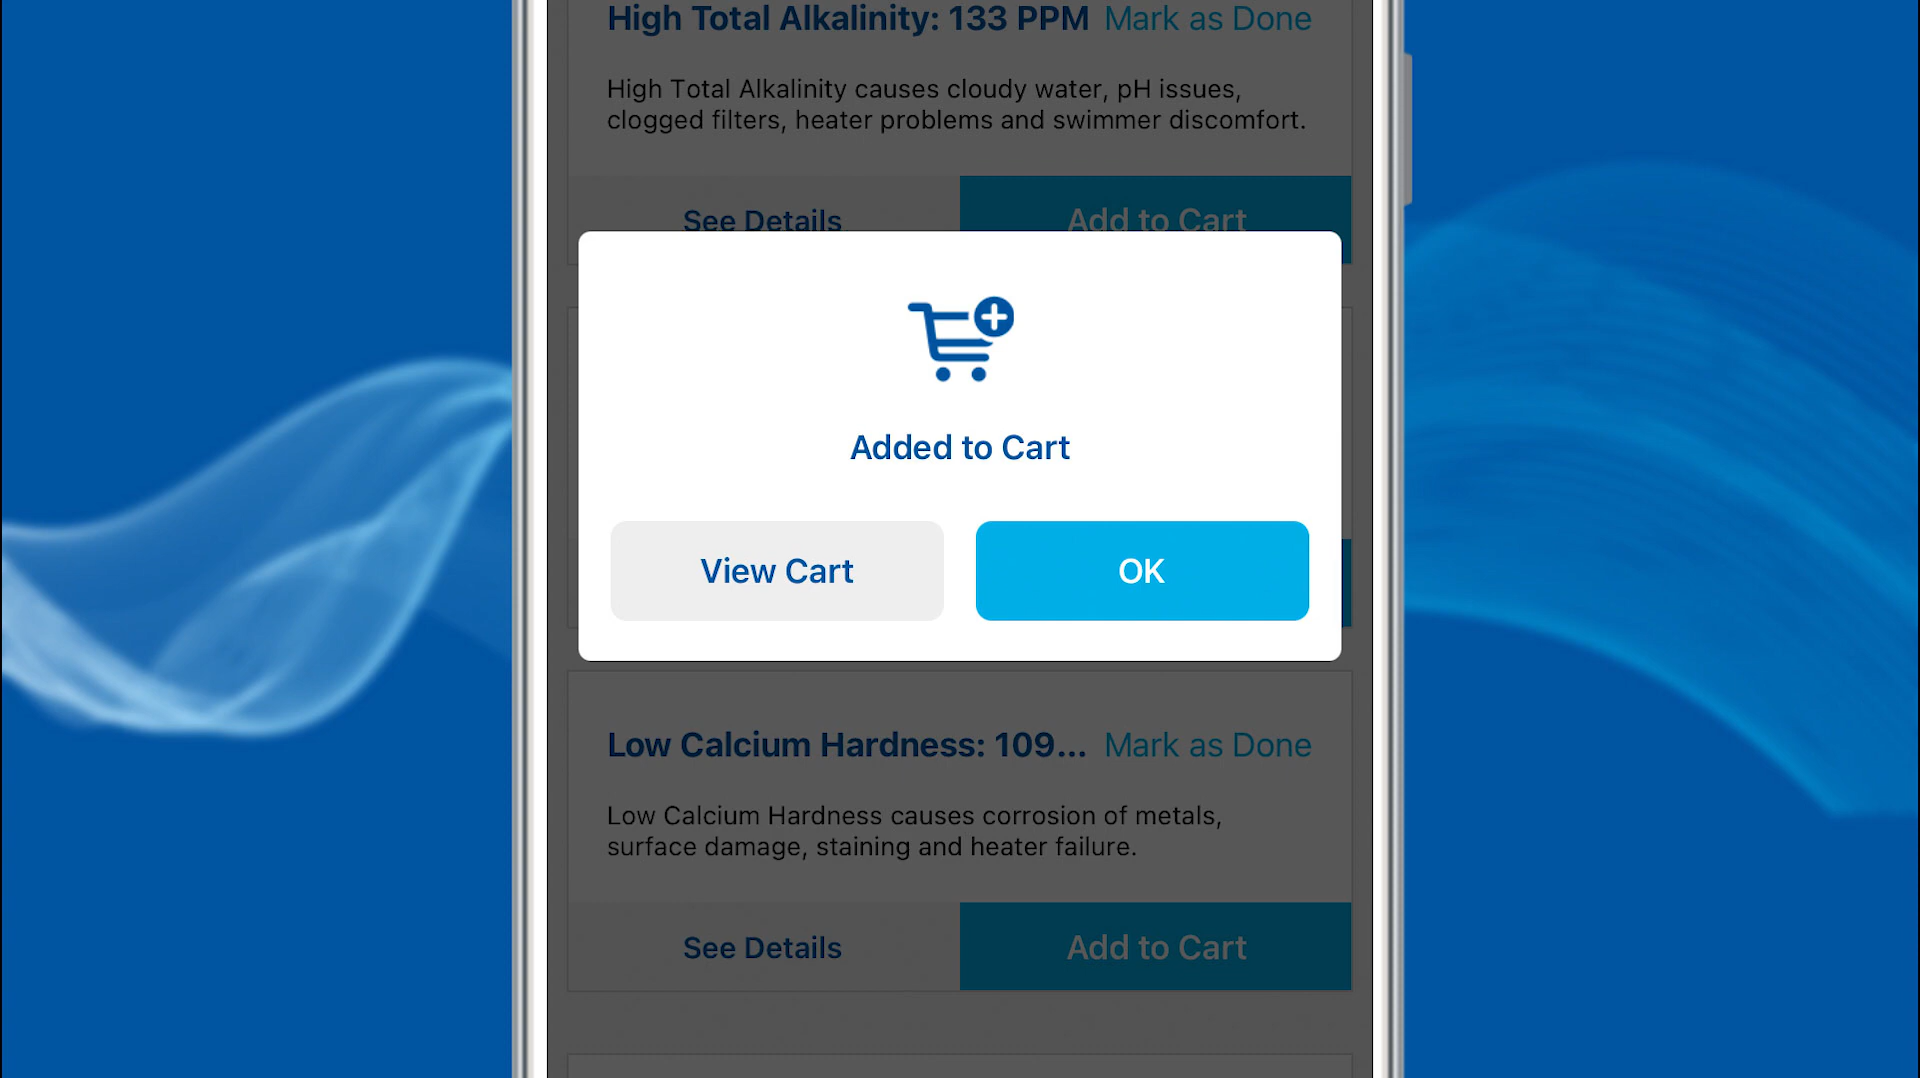 High Total Alkalinity: 133 PPM Mark as Done
High Total Alkalinity causes cloudy water, pH issues,
clogged filters, heater problems and swimmer discomfort.
See Details Add to Cart
Added to Cart
View Cart OK
Low Calcium Hardness: 109... Mark as Done
Low Calcium Hardness causes corrosion of metals,
surface damage, staining and heater failure.
See Details Add to Cart